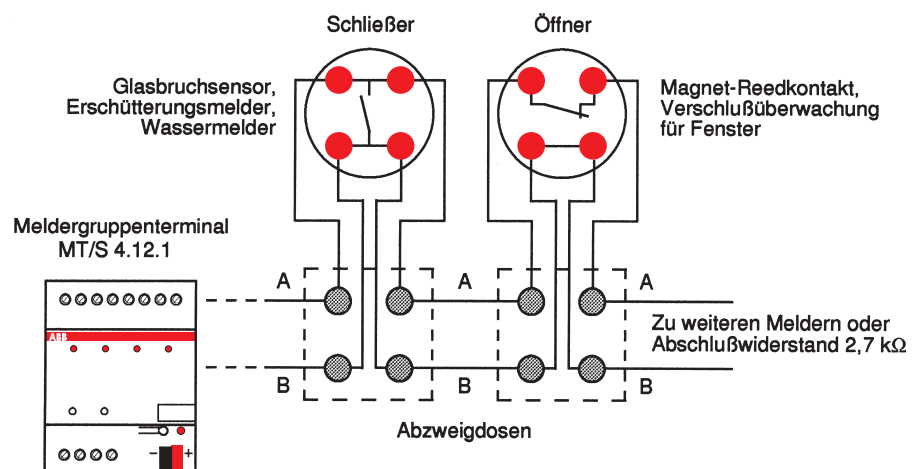 Schließer
Öffner
Glasbruchsensor,
Erschütterungsmelder,
Wassermelder
Magnet-Reedkontakt,
Verschlußüberwachung
für Fenster
Meldergruppenterminal
MT/S 4.12.1
A
A
A
ABB
Zu weiteren Meldern oder
Abschlußwiderstand 2,7 kΩ
B
B
B
Abzweigdosen
− +